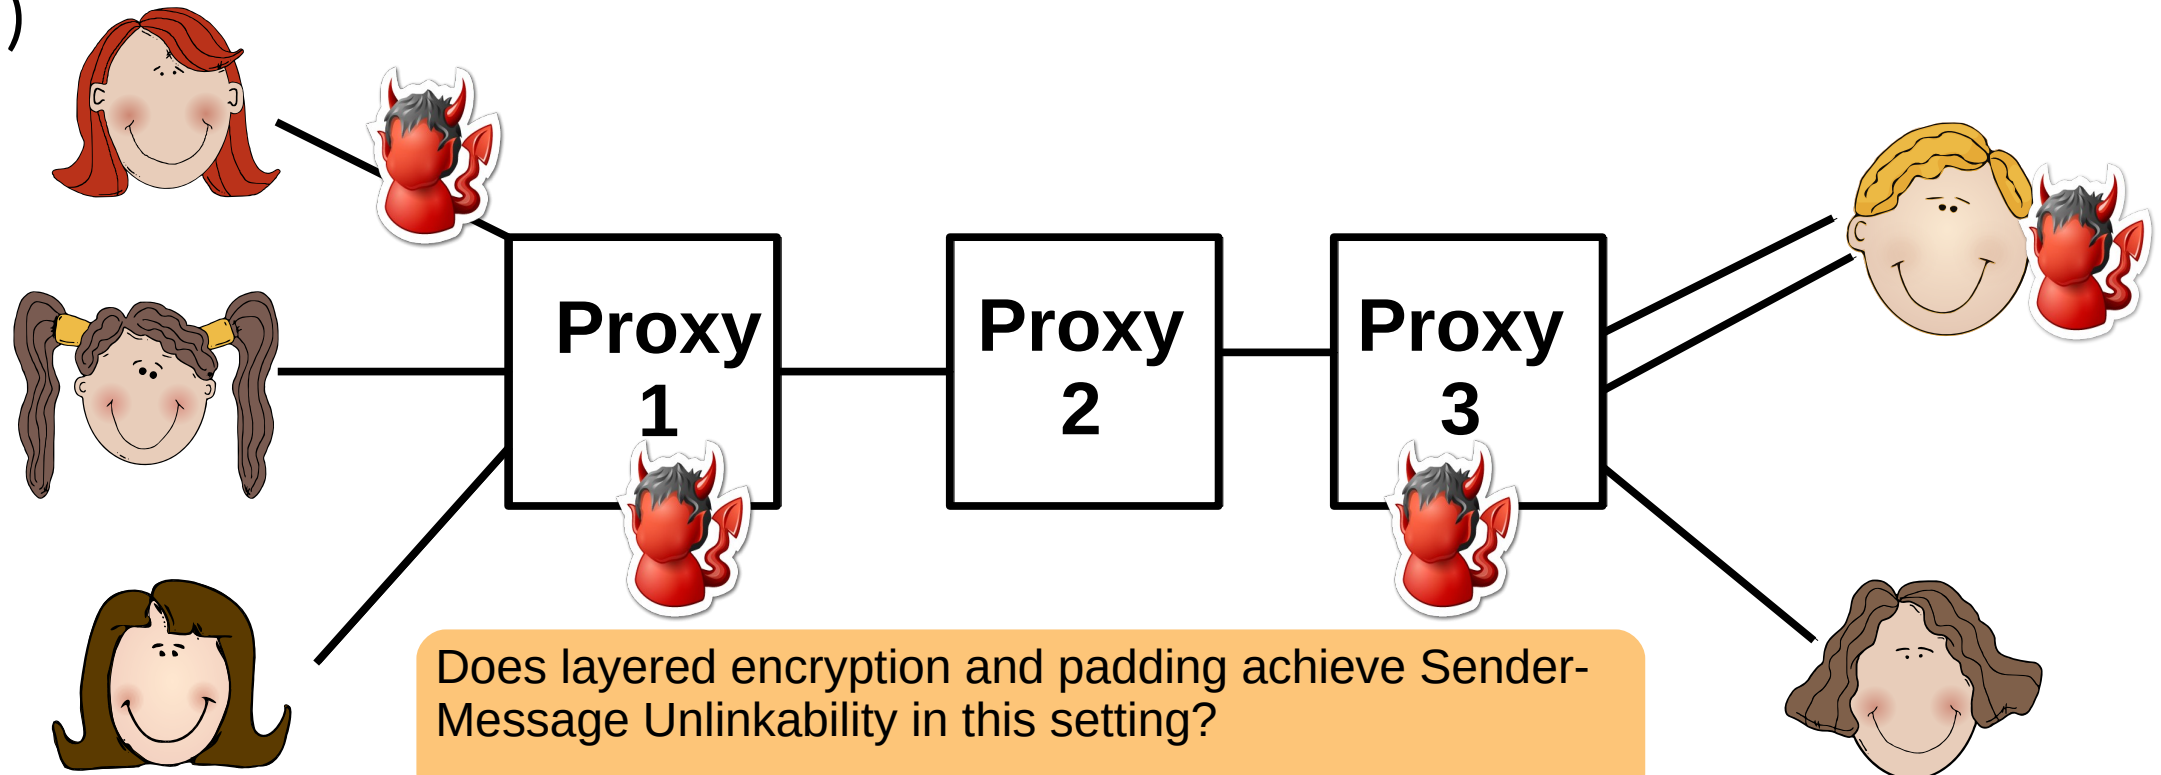 )
Proxy
1
Proxy
2
Proxy
3
Does layered encryption and padding achieve Sender-
Message Unlinkability in this setting?